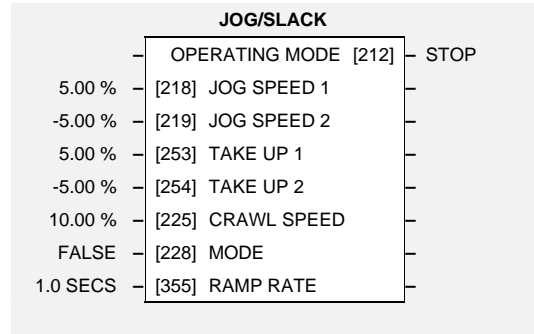 JOG/SLACK
OPERATING MODE [212] – STOP
5.00 % – [218] JOG SPEED 1
-5.00 % – [219] JOG SPEED 2
5.00 % – [253] TAKE UP 1
-5.00 % – [254] TAKE UP 2
10.00 % – [225] CRAWL SPEED
FALSE – [228] MODE
1.0 SECS – [355] RAMP RATE